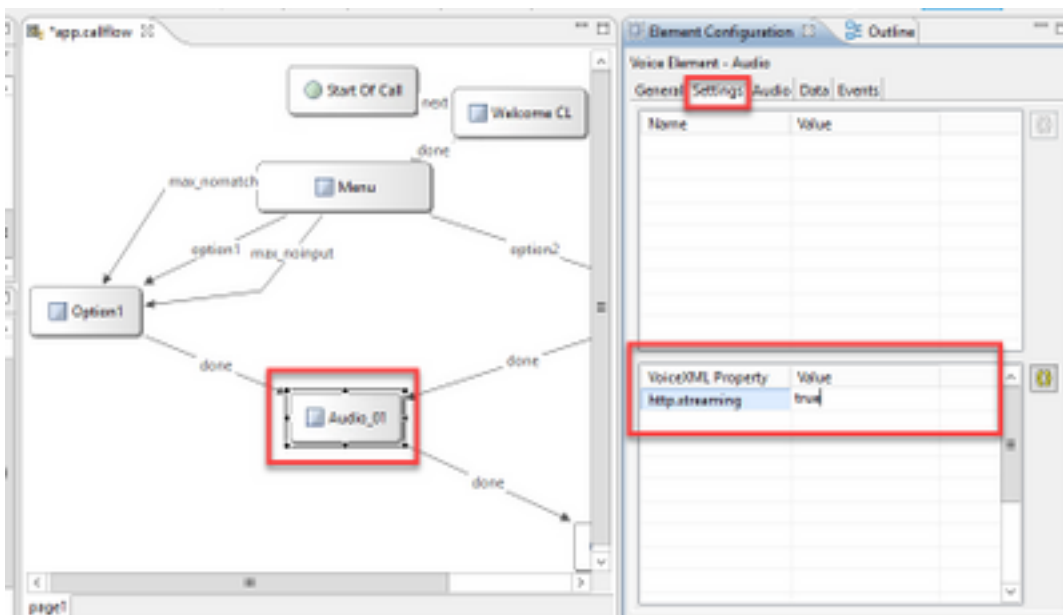 *app.callflow
Start Of Call
next
Welcome CL
done
max_nomatch
Menu
option1
max_noinput
option2
Option1
done
done
Audio_01
done
page1
Element Configuration Outline
Voice Element - Audio
General Settings Audio Data Events
Name Value
VoiceXML Property Value
http.streaming true